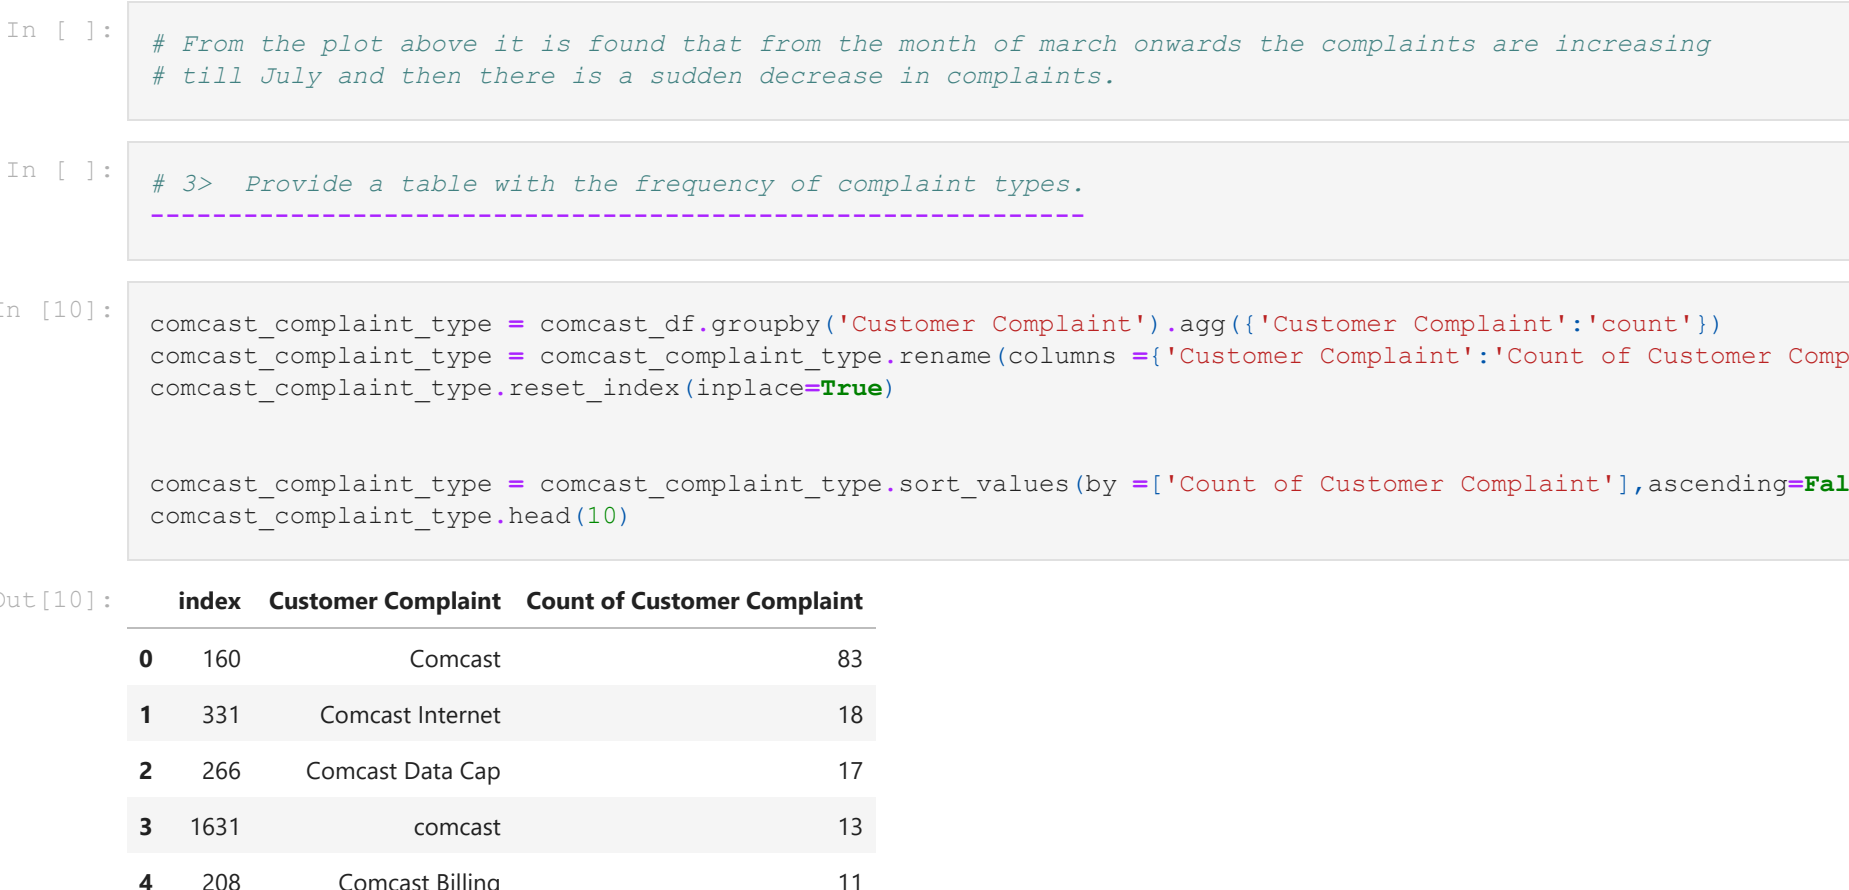 In [ ]:
# From the plot above it is found that from the month of march onwards the complaints are increasing
# till July and then there is a sudden decrease in complaints.
In [ ]:
# 3>  Provide a table with the frequency of complaint types.
------------------------------------------------------------
In [10]:
comcast_complaint_type = comcast_df.groupby('Customer Complaint').agg({'Customer Complaint':'count'})
comcast_complaint_type = comcast_complaint_type.rename(columns ={'Customer Complaint':'Count of Customer Comp
comcast_complaint_type.reset_index(inplace=True)
comcast_complaint_type = comcast_complaint_type.sort_values(by =['Count of Customer Complaint'],ascending=Fal
comcast_complaint_type.head(10)
Out[10]:
index Customer Complaint Count of Customer Complaint
0 160 Comcast 83
1 331 Comcast Internet 18
2 266 Comcast Data Cap 17
3 1631 comcast 13
4 208 Comcast Billing 11